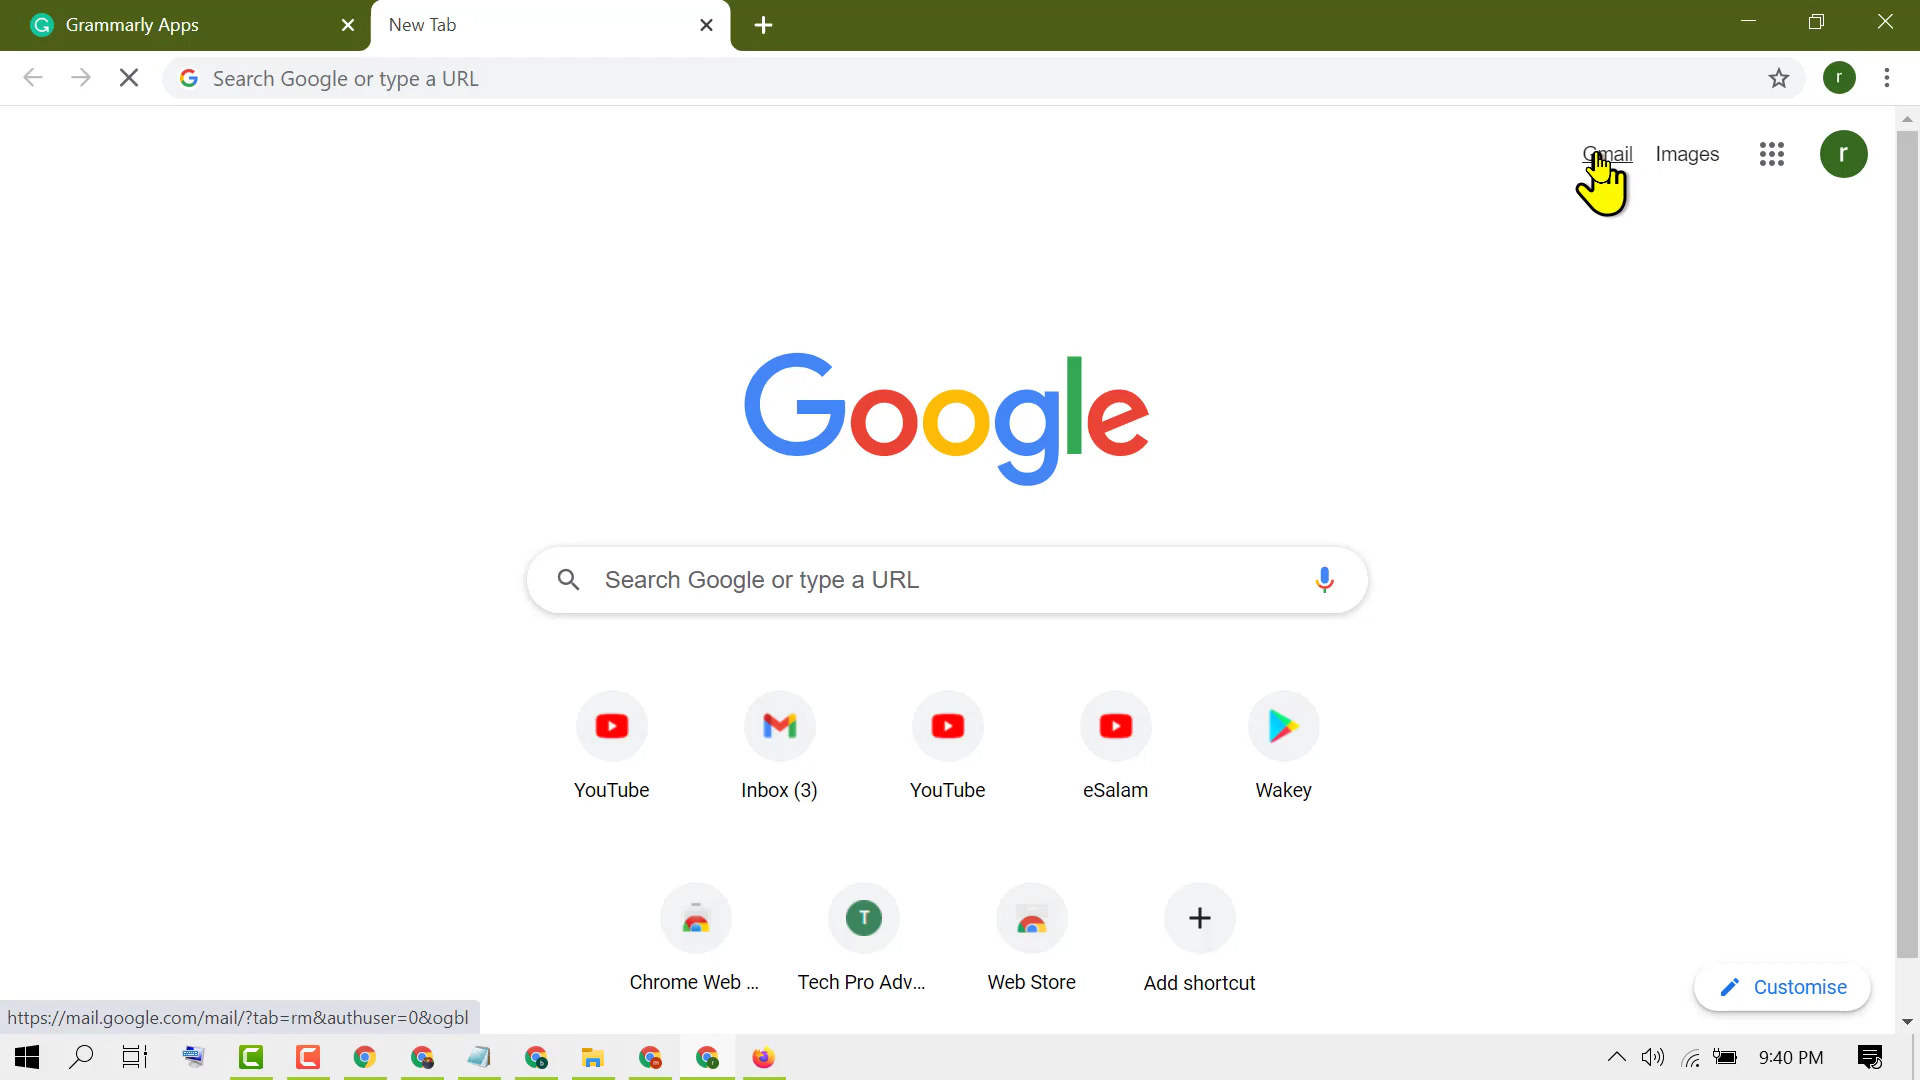 Grammarly Apps
New Tab
Search Google or type a URL
r
Gmail
Images
r
Google
Search Google or type a URL
YouTube
Inbox (3)
YouTube
eSalam
Wakey
T
Chrome Web ...
Tech Pro Adv...
Web Store
Add shortcut
Customise
https://mail.google.com/mail/?tab=rm&authuser=0&ogbl
9:40 PM